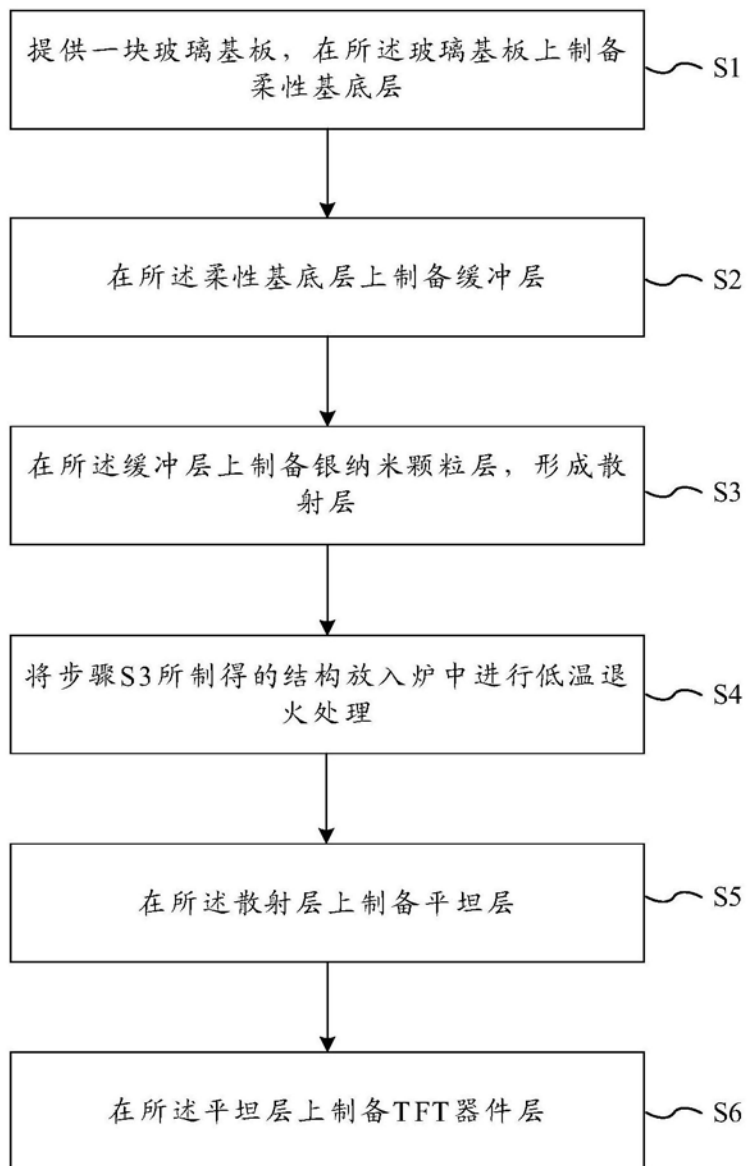 提供一块玻璃基板，在所述玻璃基板上制备
柔性基底层
S1
在所述柔性基底层上制备缓冲层
S2
在所述缓冲层上制备银纳米颗粒层，形成散
射层
S3
将步骤S3所制得的结构放入炉中进行低温退
火处理
S4
在所述散射层上制备平坦层
S5
在所述平坦层上制备TFT器件层
S6